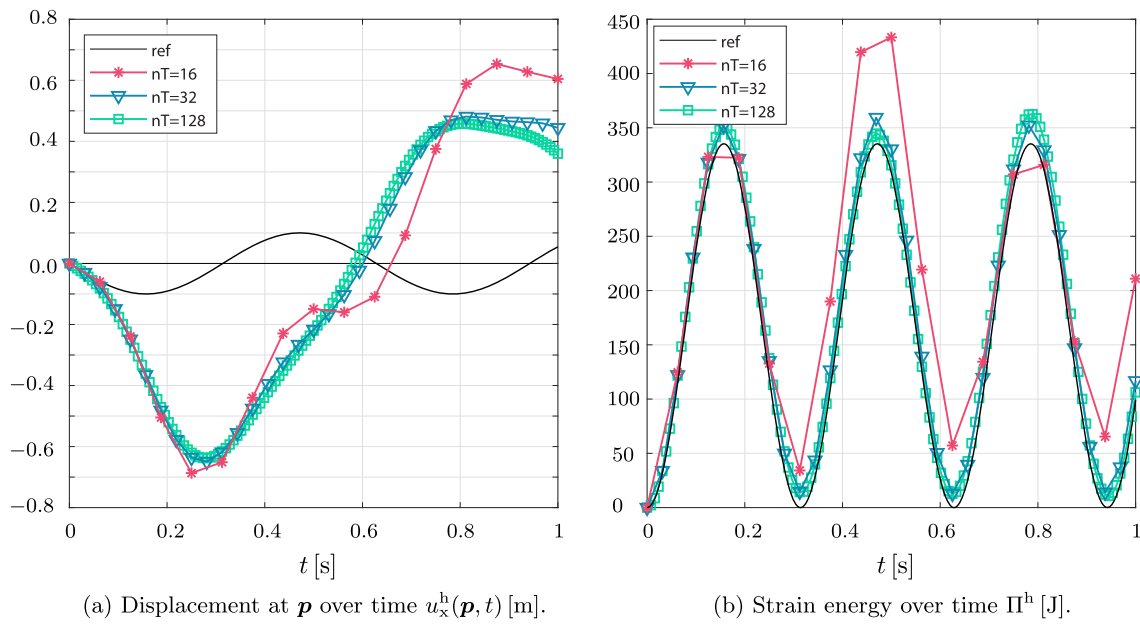 0.8
0.6
0.4
0.2
0.0
−0.2
−0.4
−0.6
−0.8
0 0.2 0.4 0.6 0.8 1
ref
nT=16
nT=32
nT=128
t [s]
(a) Displacement at p over time u_x^h(p, t) [m].
450
400
350
300
250
200
150
100
50
0
0 0.2 0.4 0.6 0.8 1
ref
nT=16
nT=32
nT=128
t [s]
(b) Strain energy over time Π^h [J].